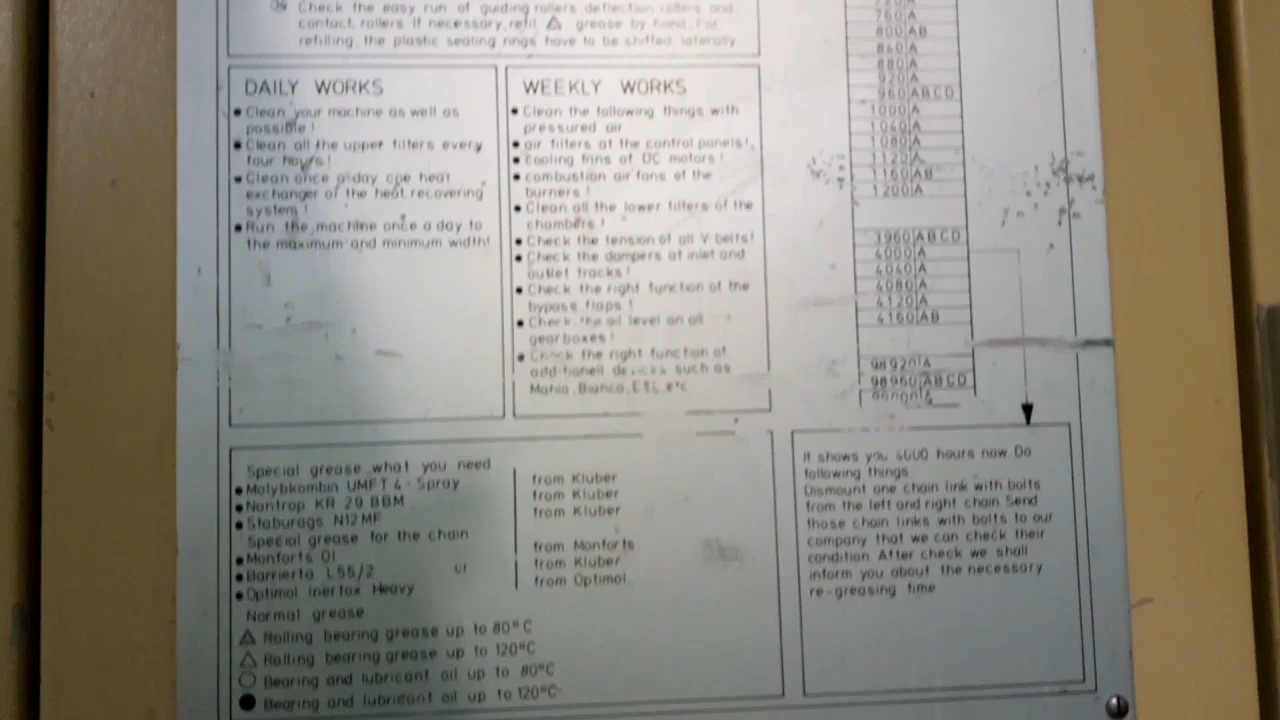 Check the easy run of guiding rollers deflection rollers and
contact rollers. If necessary, refil △ grease by hand. For
refilling, the plastic sealing rings have to be shifted laterally
DAILY WORKS
● Clean your machine as well as
possible !
● Clean all the upper filters every
four hours !
● Clean once a day one heat
exchanger of the heat recovering
system !
● Run the machine once a day to
the maximum and minimum width!
WEEKLY WORKS
● Clean the following things with
pressured air
● air filters of the control panels!
● cooling fans of DC motors !
● combustion air fans of the
burners !
● Clean all the lower filters of the
chambers !
● Check the tension of all V-belts!
● Check the dampers at inlet and
outlet tracks !
● Check the right function of the
bypass flaps !
● Check the oil level on all
gearboxes !
● Check the right function of
additionell devices such as
Mahlo, Bianco, E&L etc
760 A
800 AB
840 A
880 A
920 A
960 ABCD
1000 A
1040 A
1080 A
1120 A
1160 AB
1200 A
3960 ABCD
4000 A
4040 A
4080 A
4120 A
4160 AB
98920 A
98960 ABCD
Special grease what you need
● Molybkombin UMFT 4 - Spray from Klüber
● Nontrop KR 29 BBM from Klüber
● Staburags N12 MF from Klüber
Special grease for the chain
● Monforts Öl from Monforts
● Barrierta L55/2 or from Klüber
● Optimol Inertox Heavy from Optimol
Normal grease
△ Rolling bearing grease up to 80°C
△ Rolling bearing grease up to 120°C
○ Bearing and lubricant oil up to 80°C
● Bearing and lubricant oil up to 120°C
It shows you 4000 hours now. Do
following things
Dismount one chain link with bolts
from the left and right chain. Send
those chain links with bolts to our
company that we can check their
condition. After check we shall
inform you about the necessary
re-greasing time